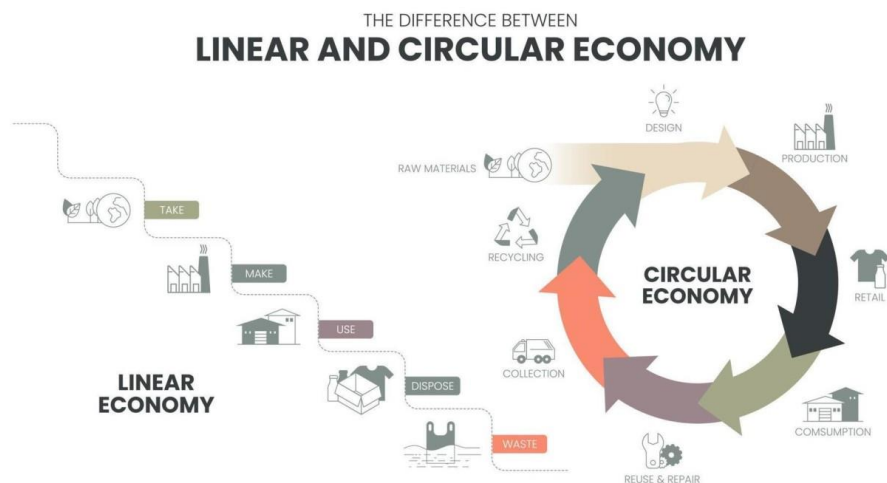 THE DIFFERENCE BETWEEN
LINEAR AND CIRCULAR ECONOMY
TAKE
MAKE
USE
DISPOSE
WASTE
LINEAR
ECONOMY
RAW MATERIALS
DESIGN
PRODUCTION
RETAIL
COMSUMPTION
REUSE & REPAIR
COLLECTION
RECYCLING
CIRCULAR
ECONOMY